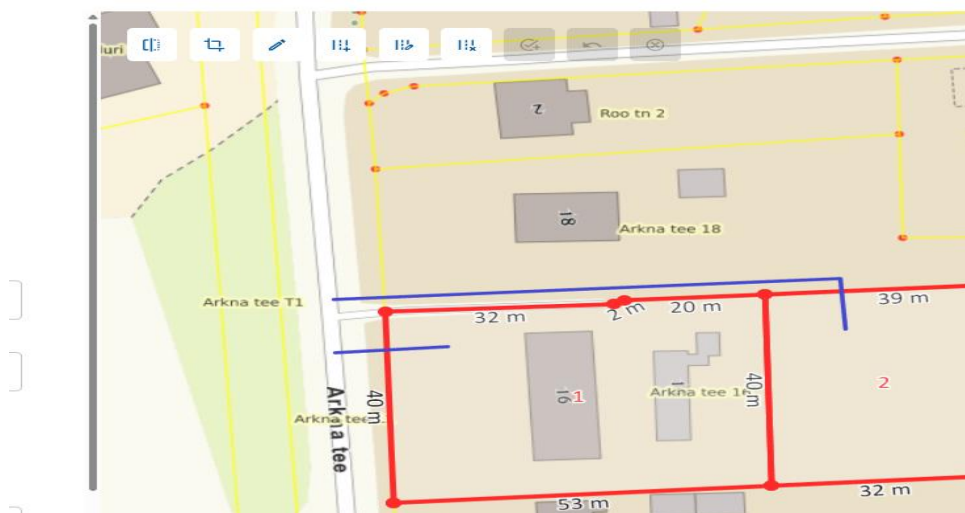 uri
2
Roo tn 2
18
Arkna tee 18
Arkna tee T1
32 m
2 m
20 m
39 m
40 m
16
1
Arkna tee 16
40 m
2
Arkna tee
Arkna tee
53 m
32 m